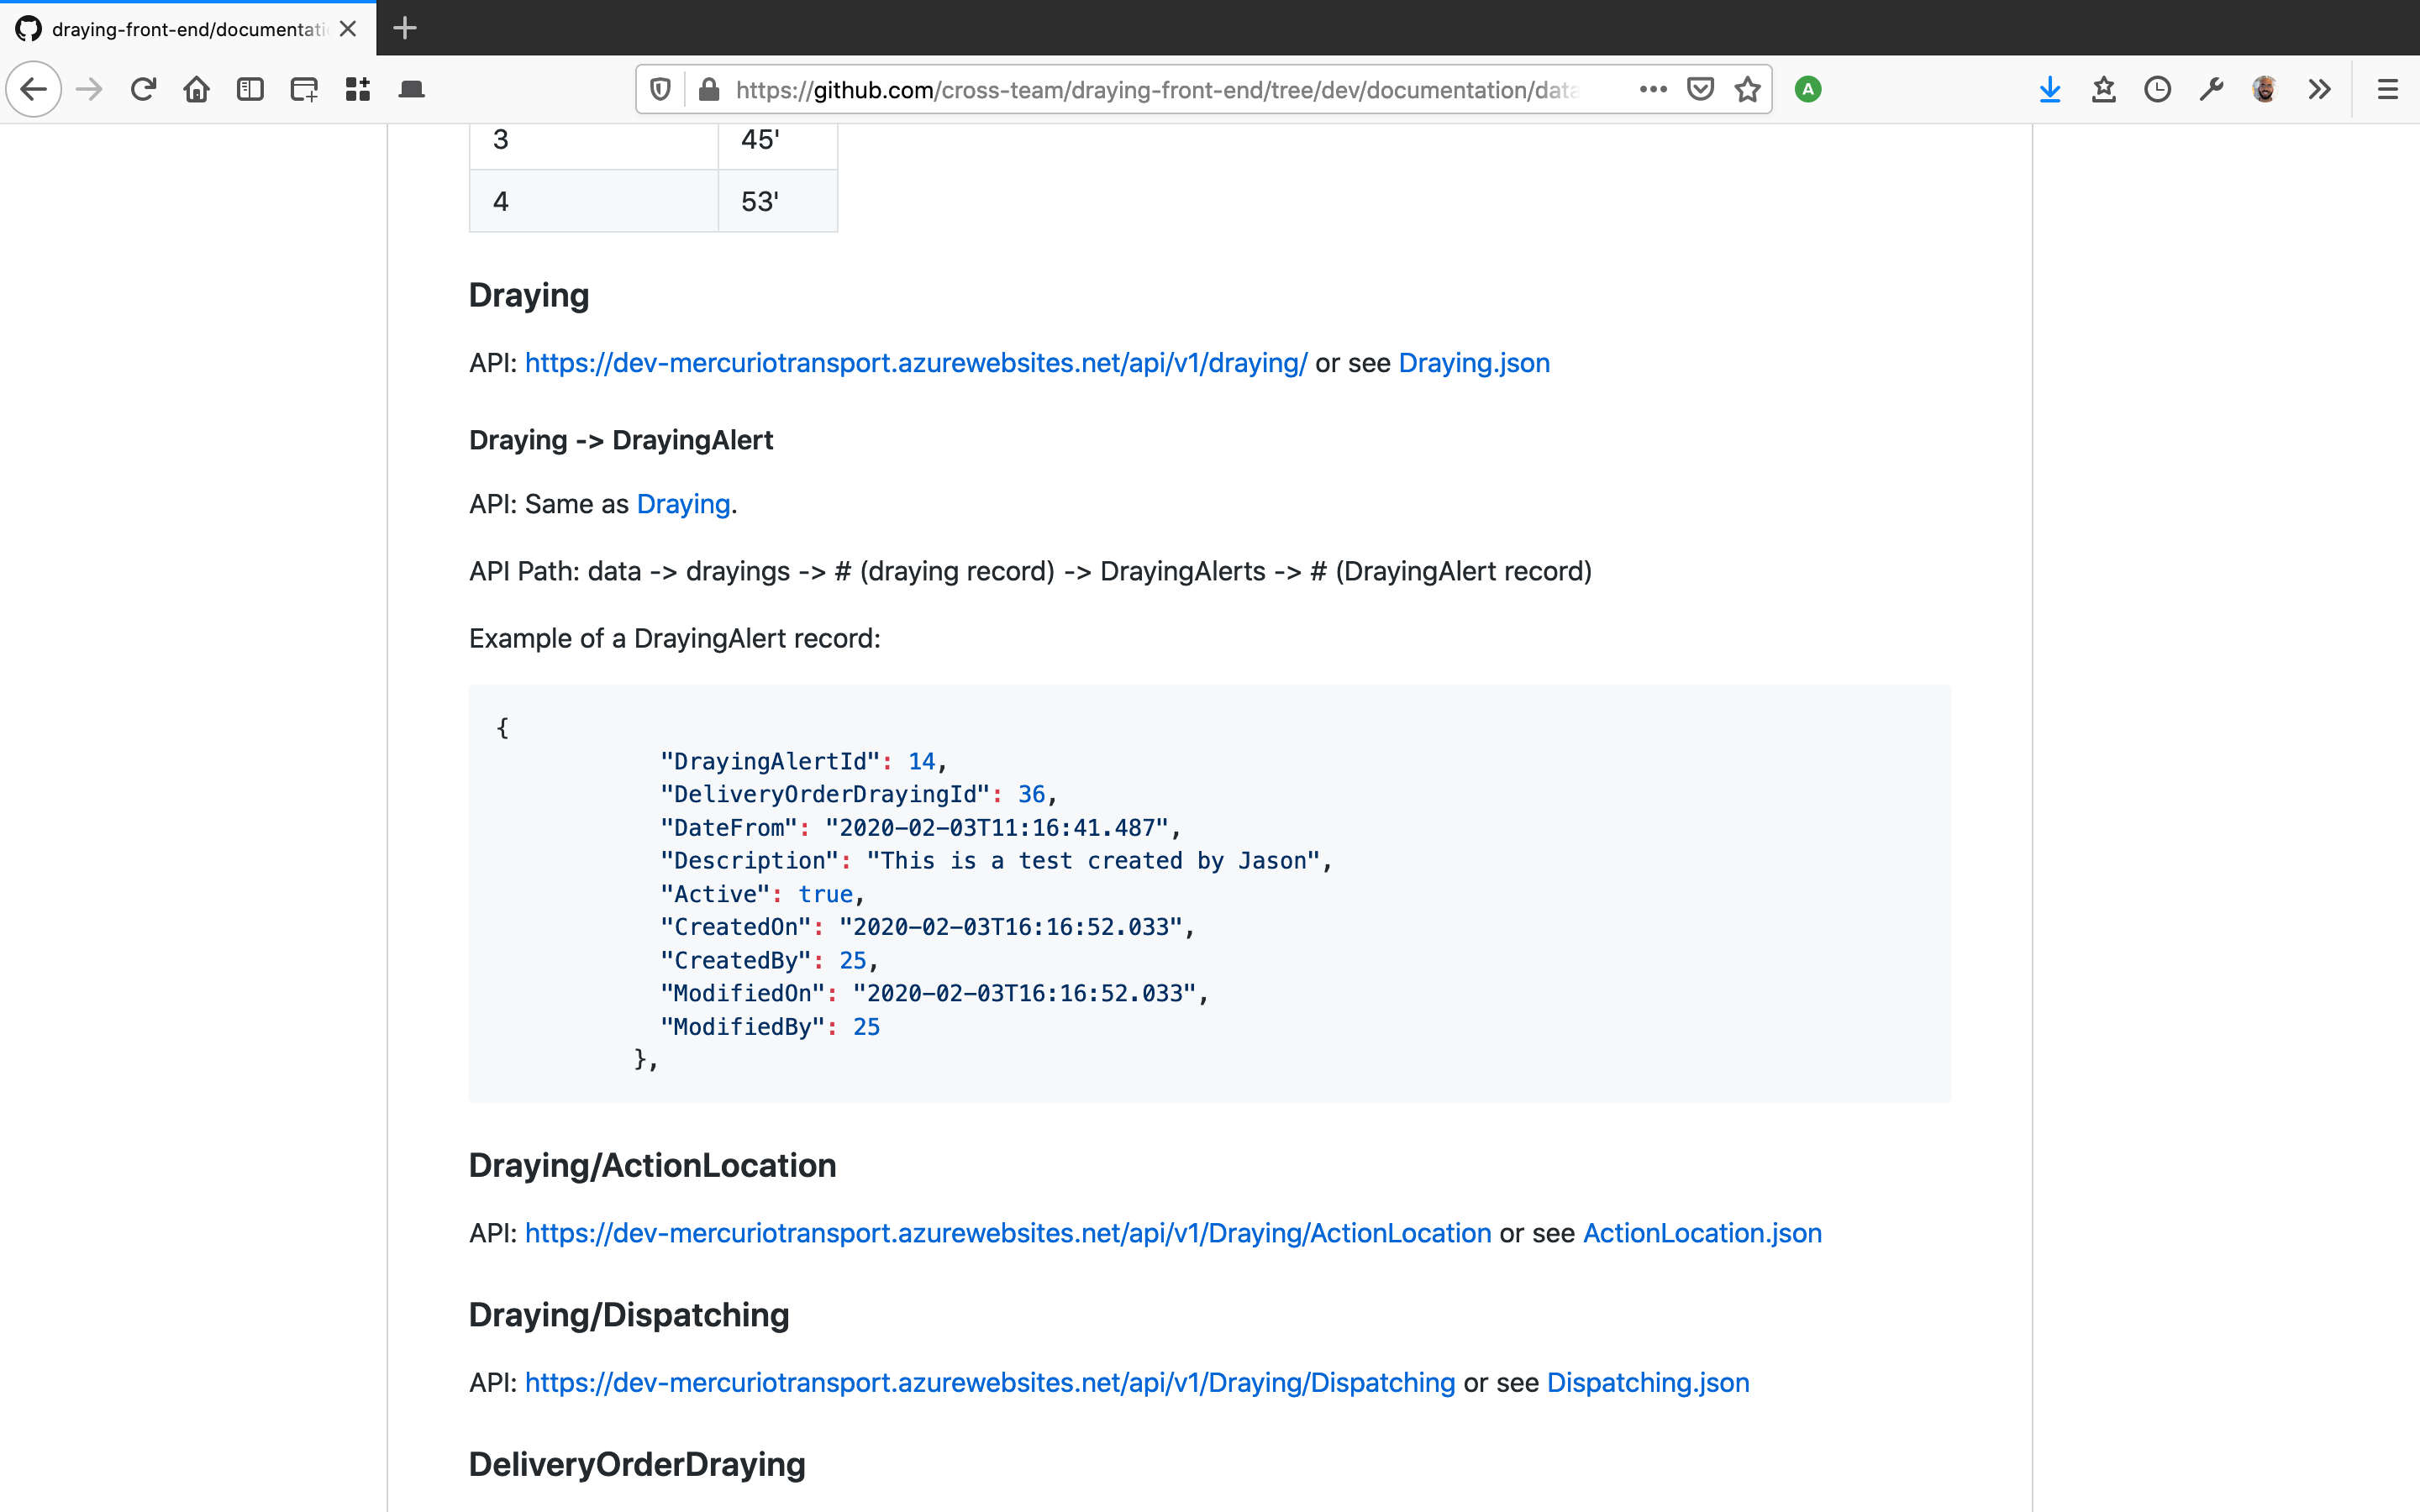 draying-front-end/documentati
https://github.com/cross-team/draying-front-end/tree/dev/documentation/data
A
3 45'
4 53'
Draying
API: https://dev-mercuriotransport.azurewebsites.net/api/v1/draying/ or see Draying.json
Draying -> DrayingAlert
API: Same as Draying.
API Path: data -> drayings -> # (draying record) -> DrayingAlerts -> # (DrayingAlert record)
Example of a DrayingAlert record:
{
"DrayingAlertId": 14,
"DeliveryOrderDrayingId": 36,
"DateFrom": "2020-02-03T11:16:41.487",
"Description": "This is a test created by Jason",
"Active": true,
"CreatedOn": "2020-02-03T16:16:52.033",
"CreatedBy": 25,
"ModifiedOn": "2020-02-03T16:16:52.033",
"ModifiedBy": 25
},
Draying/ActionLocation
API: https://dev-mercuriotransport.azurewebsites.net/api/v1/Draying/ActionLocation or see ActionLocation.json
Draying/Dispatching
API: https://dev-mercuriotransport.azurewebsites.net/api/v1/Draying/Dispatching or see Dispatching.json
DeliveryOrderDraying